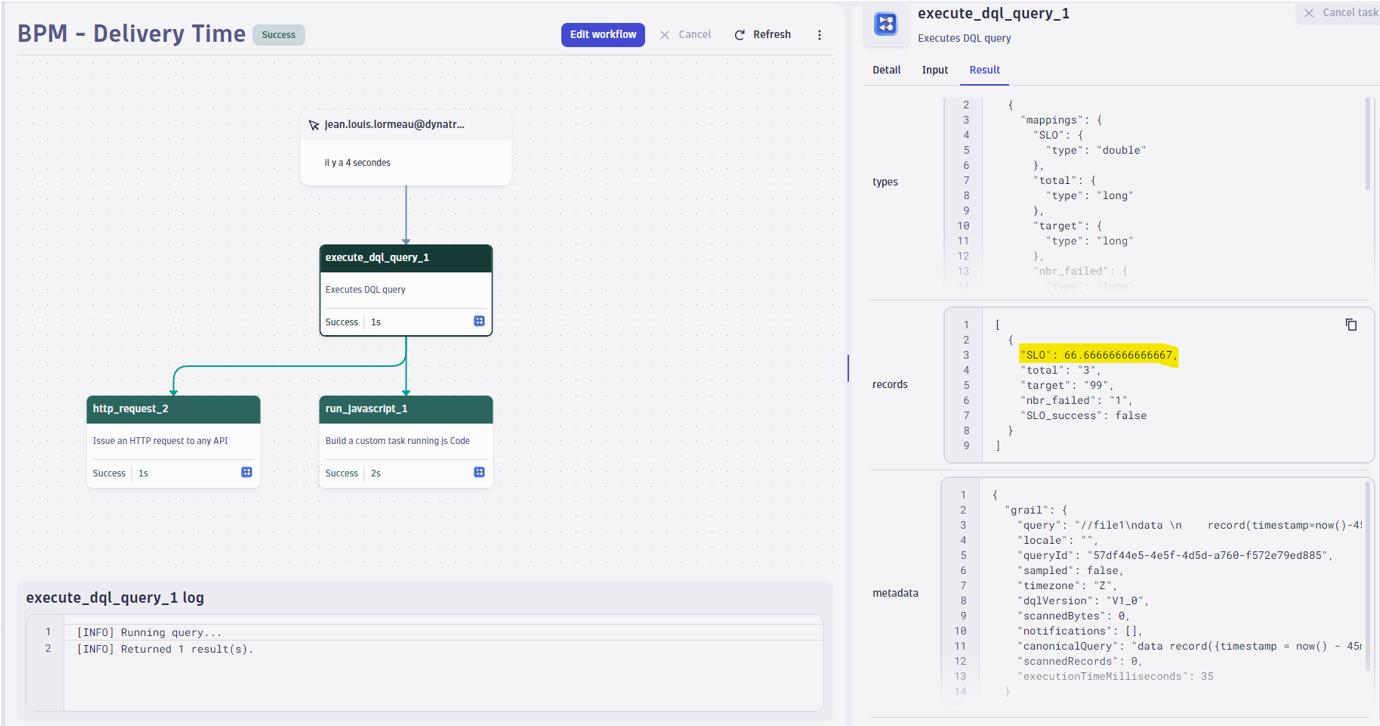 BPM - Delivery Time Success
Edit workflow Cancel Refresh
jean.louis.lormeau@dynatr...
il y a 4 secondes
execute_dql_query_1
Executes DQL query
Success 1s
http_request_2
Issue an HTTP request to any API
Success 1s
run_javascript_1
Build a custom task running js Code
Success 2s
execute_dql_query_1 log
1 [INFO] Running query...
2 [INFO] Returned 1 result(s).
execute_dql_query_1
Executes DQL query
Cancel task
Detail Input Result
types
2 {
3 "mappings": {
4 "SLO": {
5 "type": "double"
6 },
7 "total": {
8 "type": "long"
9 },
10 "target": {
11 "type": "long"
12 },
13 "nbr_failed": {
14 "type": "long"
records
1 [
2 {
3 "SLO": 66.66666666666667,
4 "total": "3",
5 "target": "99",
6 "nbr_failed": "1",
7 "SLO_success": false
8 }
9 ]
metadata
1 {
2 "grail": {
3 "query": "//file1\ndata \n    record(timestamp=now()-45
4 "locale": "",
5 "queryId": "57df44e5-4e5f-4d5d-a760-f572e79ed885",
6 "sampled": false,
7 "timezone": "Z",
8 "dqlVersion": "V1_0",
9 "scannedBytes": 0,
10 "notifications": [],
11 "canonicalQuery": "data record({timestamp = now() - 45m
12 "scannedRecords": 0,
13 "executionTimeMilliseconds": 35
14 }